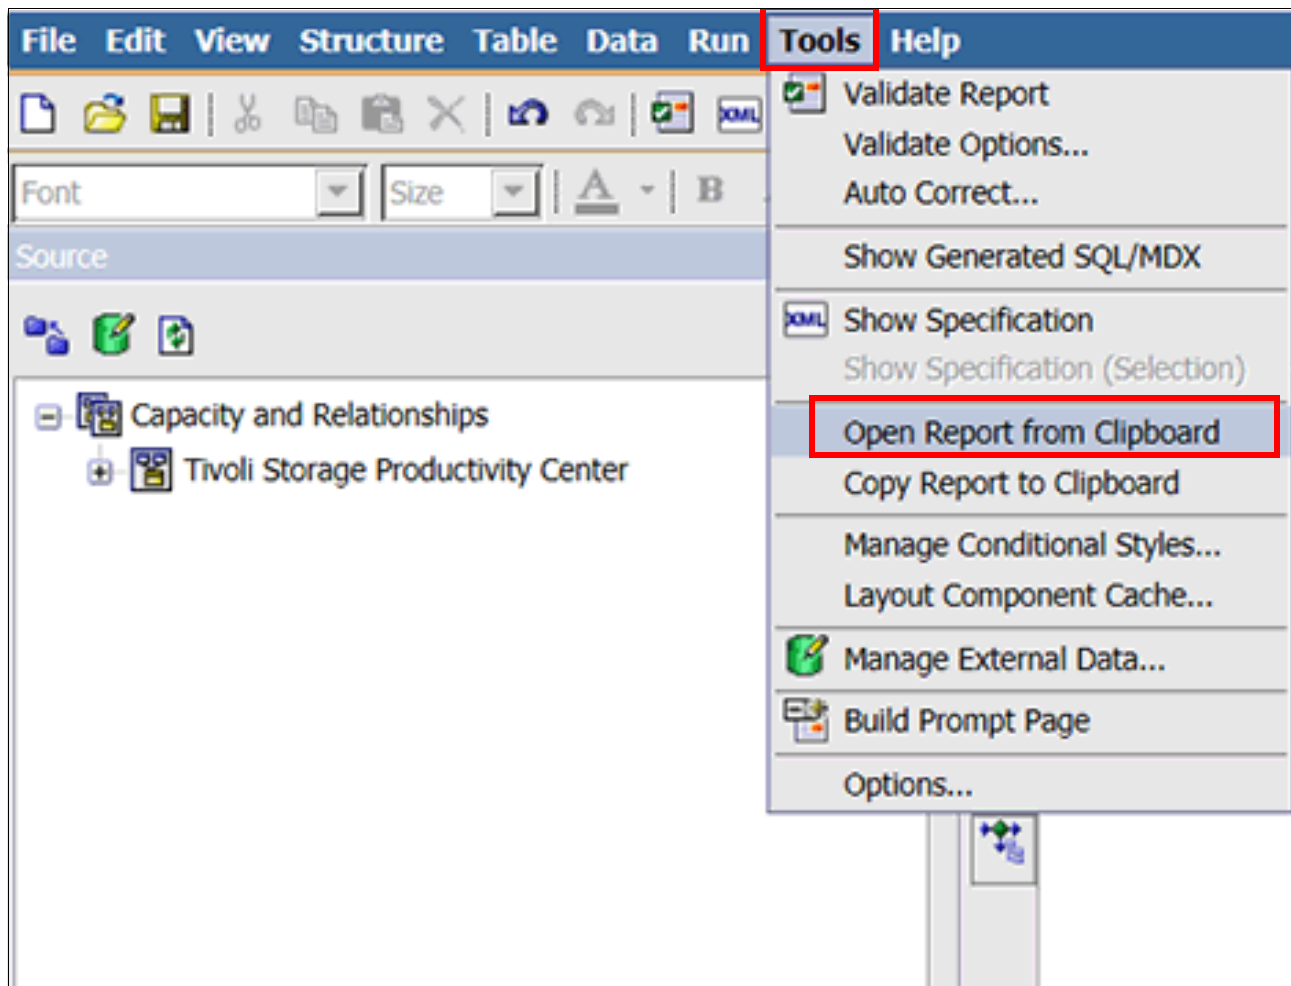 File Edit View Structure Table Data Run Tools Help
XML
Font
Size
A
B
Source
Capacity and Relationships
Tivoli Storage Productivity Center
Validate Report
Validate Options...
Auto Correct...
Show Generated SQL/MDX
XML Show Specification
Show Specification (Selection)
Open Report from Clipboard
Copy Report to Clipboard
Manage Conditional Styles...
Layout Component Cache...
Manage External Data...
Build Prompt Page
Options...